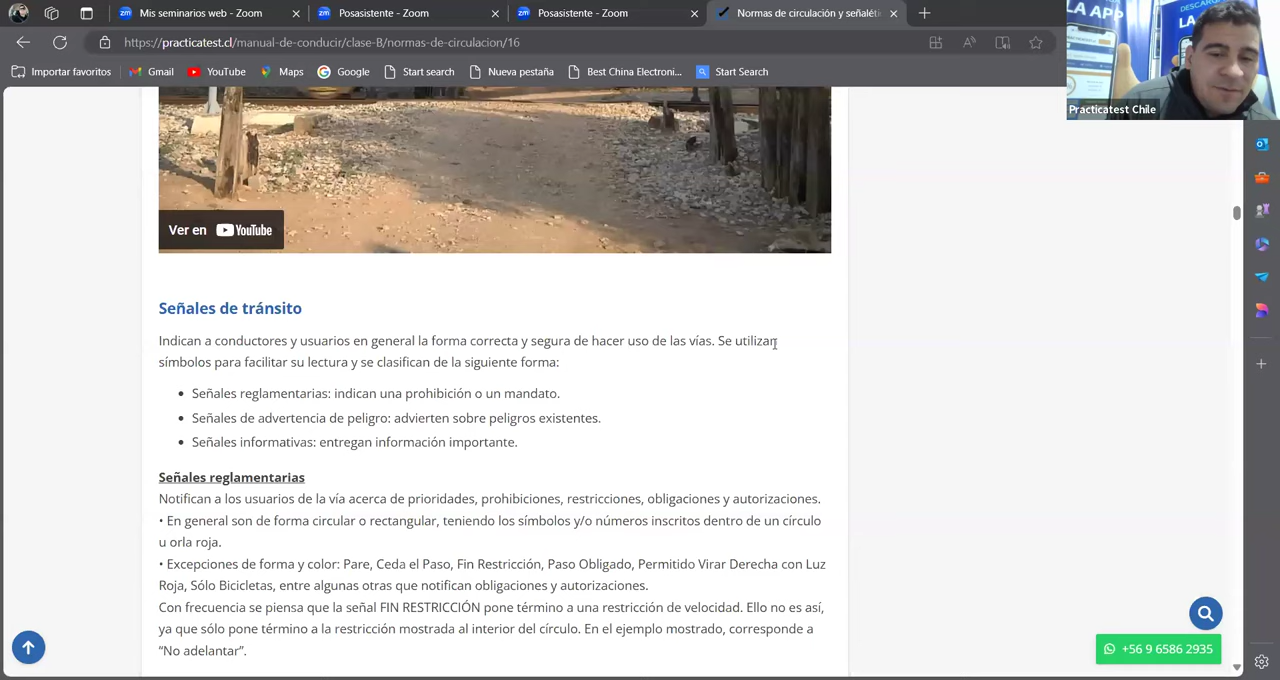 Mis seminarios web - Zoom
Posasistente - Zoom
Posasistente - Zoom
Normas de circulación y señaléti
https://practicatest.cl/manual-de-conducir/clase-B/normas-de-circulacion/16
Importar favoritos
Gmail
YouTube
Maps
Google
Start search
Nueva pestaña
Best China Electroni...
Start Search
LA APP
DESCAR
LA
Practicatest Chile
Ver en YouTube
Señales de tránsito
Indican a conductores y usuarios en general la forma correcta y segura de hacer uso de las vías. Se utilizan
símbolos para facilitar su lectura y se clasifican de la siguiente forma:
• Señales reglamentarias: indican una prohibición o un mandato.
• Señales de advertencia de peligro: advierten sobre peligros existentes.
• Señales informativas: entregan información importante.
Señales reglamentarias
Notifican a los usuarios de la vía acerca de prioridades, prohibiciones, restricciones, obligaciones y autorizaciones.
• En general son de forma circular o rectangular, teniendo los símbolos y/o números inscritos dentro de un círculo
u orla roja.
• Excepciones de forma y color: Pare, Ceda el Paso, Fin Restricción, Paso Obligado, Permitido Virar Derecha con Luz
Roja, Sólo Bicicletas, entre algunas otras que notifican obligaciones y autorizaciones.
Con frecuencia se piensa que la señal FIN RESTRICCIÓN pone término a una restricción de velocidad. Ello no es así,
ya que sólo pone término a la restricción mostrada al interior del círculo. En el ejemplo mostrado, corresponde a
“No adelantar”.
+56 9 6586 2935